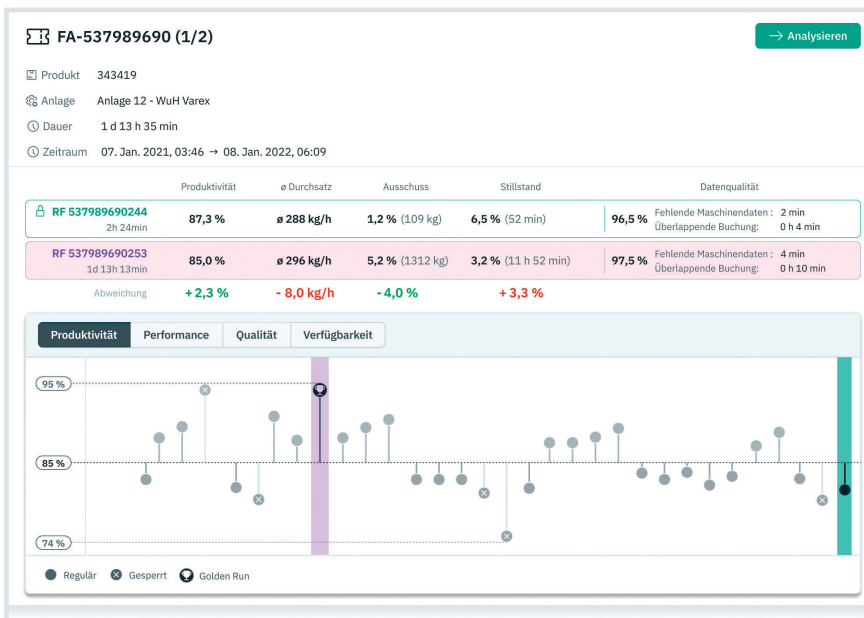 FA-537989690 (1/2)
→ Analysieren
Produkt 343419
Anlage Anlage 12 - WuH Varex
Dauer 1 d 13 h 35 min
Zeitraum 07. Jan. 2021, 03:46 → 08. Jan. 2022, 06:09
Produktivität ø Durchsatz Ausschuss Stillstand Datenqualität
RF 537989690244
2h 24min
87,3 % ø 288 kg/h 1,2 % (109 kg) 6,5 % (52 min) 96,5 %
Fehlende Maschinendaten : 2 min
Überlappende Buchung: 0 h 4 min
RF 537989690253
1d 13h 13min
85,0 % ø 296 kg/h 5,2 % (1312 kg) 3,2 % (11 h 52 min) 97,5 %
Fehlende Maschinendaten : 4 min
Überlappende Buchung: 0 h 10 min
Abweichung +2,3 % - 8,0 kg/h -4,0 % +3,3 %
Produktivität Performance Qualität Verfügbarkeit
95 %
85 %
74 %
Regulär Gesperrt Golden Run